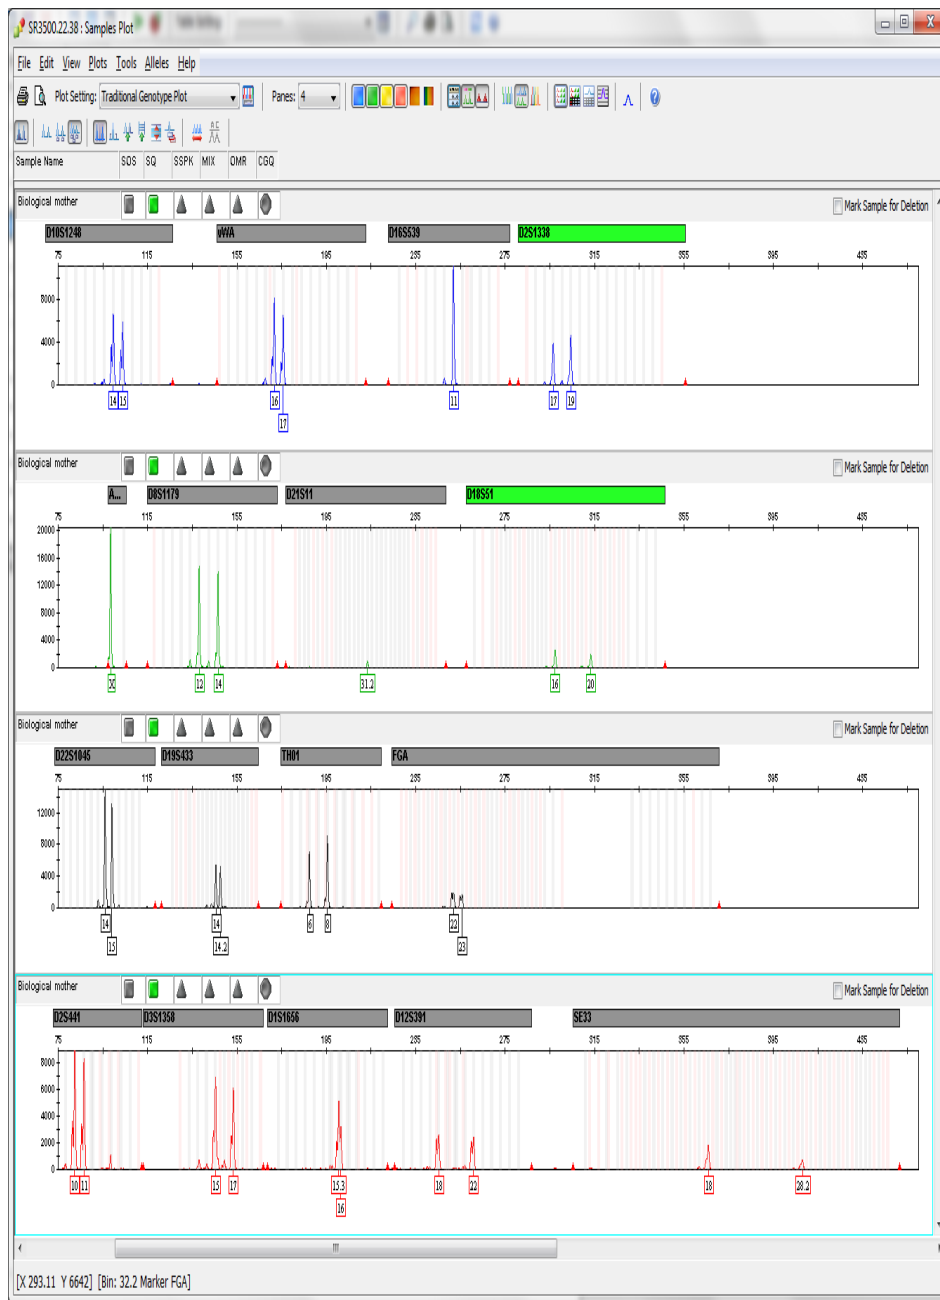 SR3500.22.38 : Samples Plot
File Edit View Plots Tools Alleles Help
Plot Setting: Traditional Genotype Plot Panes: 4
Sample Name SOS SQ SSPK MIX OMR CGQ
Biological mother Mark Sample for Deletion
D10S1248 vWA D16S539 D2S1338
75 115 155 195 235 275 315 355 395 435
8000
4000
0
14 15 16 11 17 19
17
Biological mother Mark Sample for Deletion
A... D8S1179 D21S11 D18S51
75 115 155 195 235 275 315 355 395 435
20000
16000
12000
8000
4000
0
12 14 31.2 16 20
Biological mother Mark Sample for Deletion
D22S1045 D19S433 TH01 FGA
75 115 155 195 235 275 315 355 395 435
12000
8000
4000
0
14 14 6 8 22
15 14.2 23
Biological mother Mark Sample for Deletion
D2S441 D3S1358 D1S1656 D12S391 SE33
75 115 155 195 235 275 315 355 395 435
8000
6000
4000
2000
0
10 11 15 17 15.3 18 22 18 28.2
16
[X 293.11 Y 6642] [Bin: 32.2 Marker FGA]